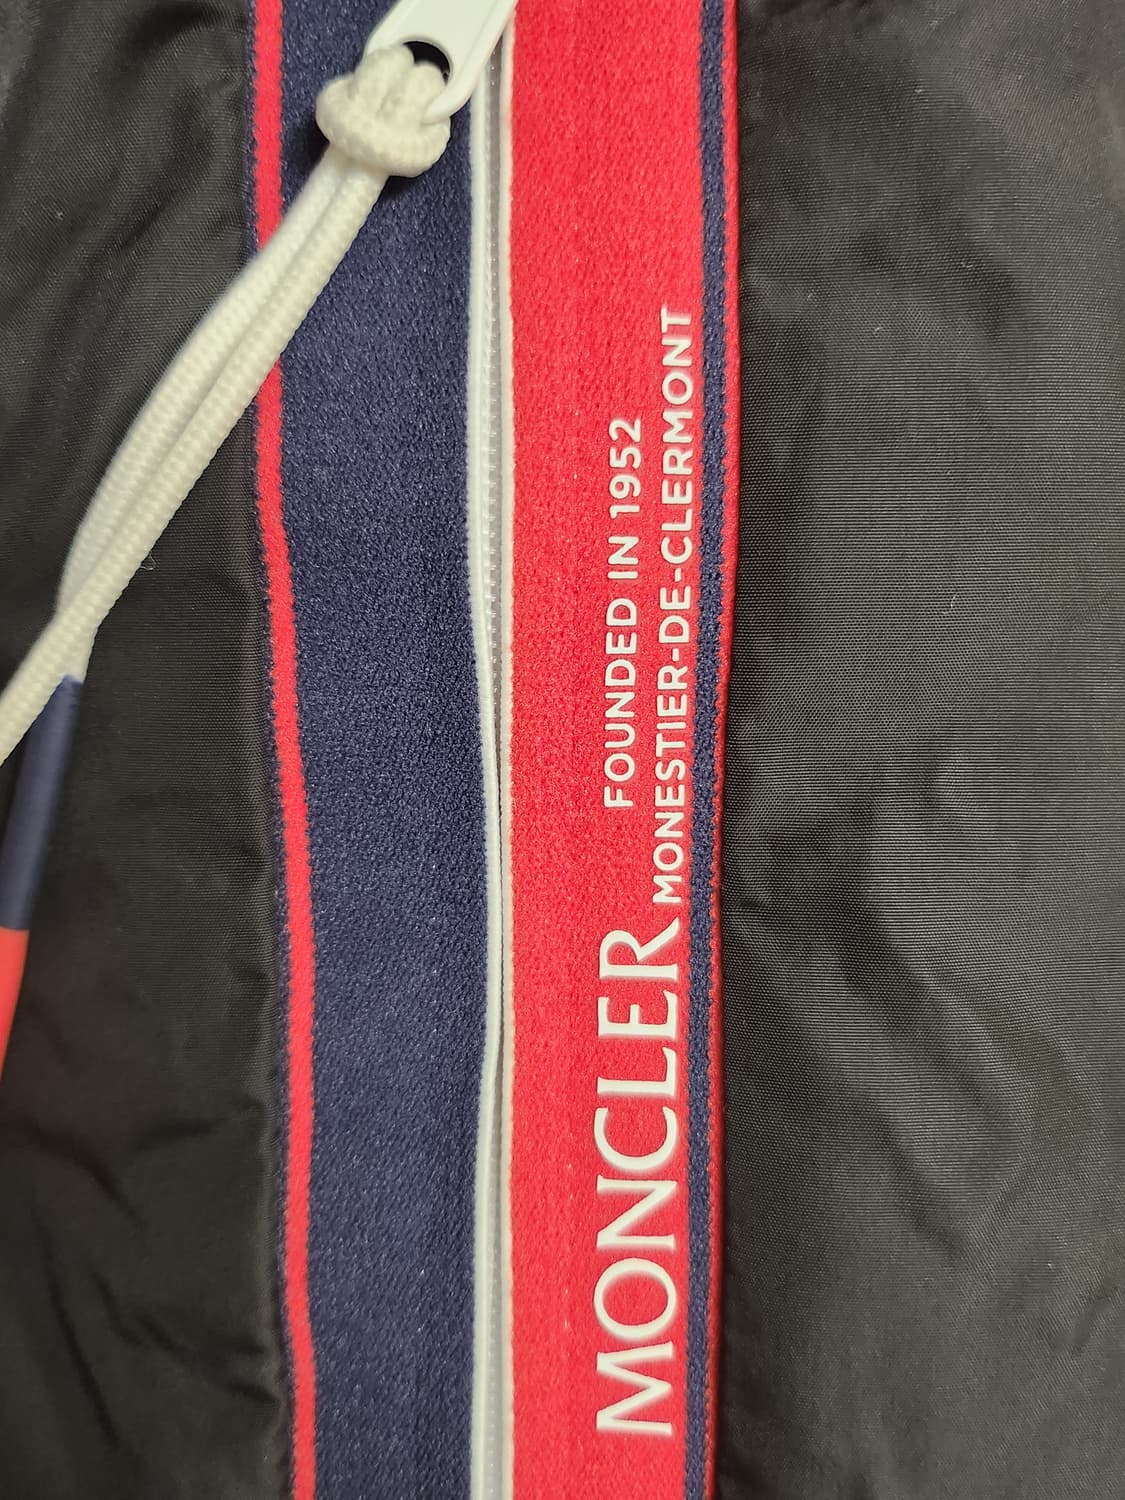 MONCLER
FOUNDED IN 1952
MONESTIER-DE-CLERMONT